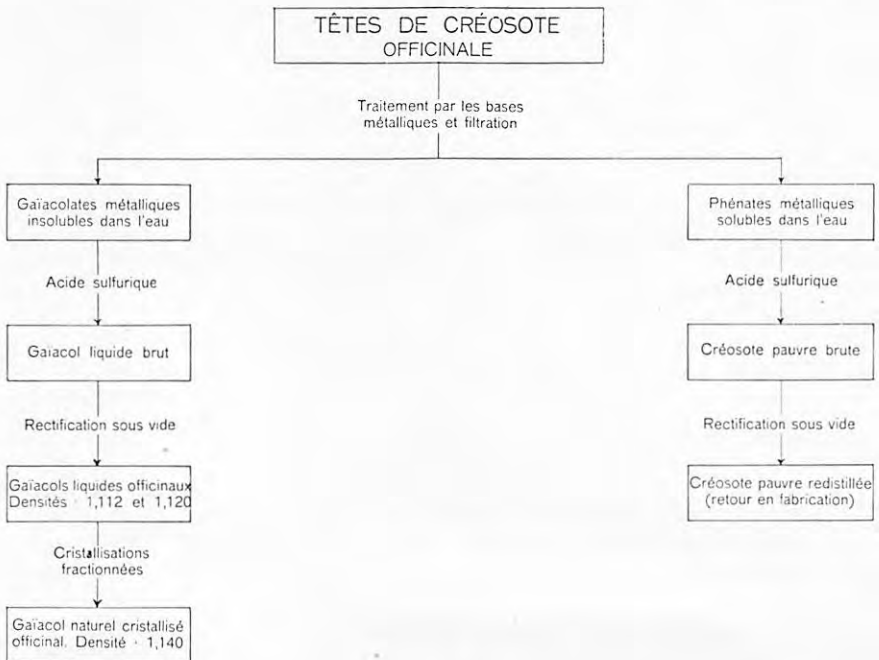 TÊTES DE CRÉOSOTE
OFFICINALE
Traitement par les bases
métalliques et filtration
Gaïacolates métalliques
insolubles dans l'eau
Phénates métalliques
solubles dans l'eau
Acide sulfurique
Acide sulfurique
Gaïacol liquide brut
Créosote pauvre brute
Rectification sous vide
Rectification sous vide
Gaïacols liquides officinaux
Densités · 1,112 et 1,120
Créosote pauvre redistillée
(retour en fabrication)
Cristallisations
fractionnées
Gaïacol naturel cristallisé
officinal. Densité · 1,140